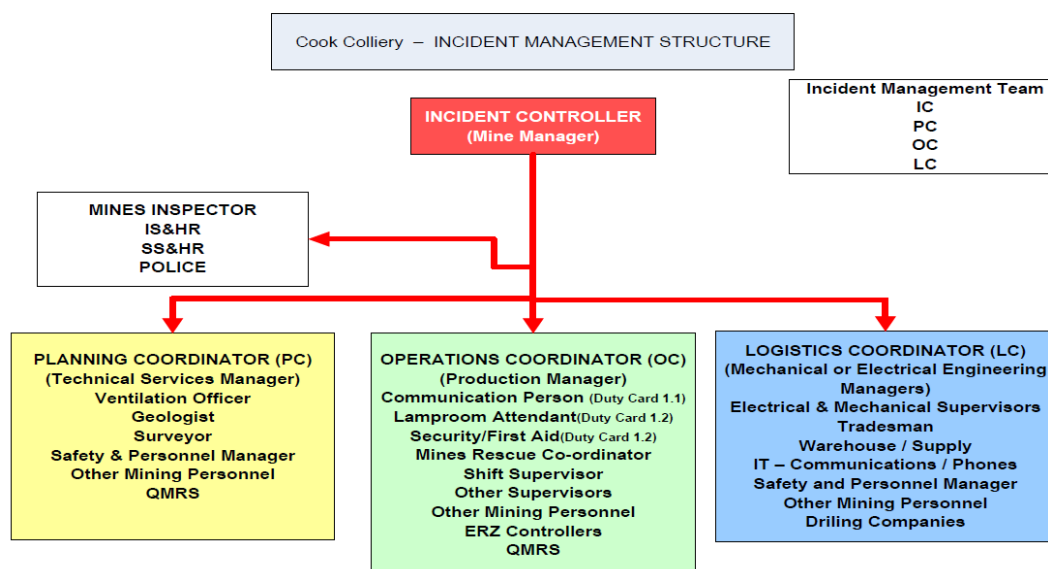 Cook Colliery – INCIDENT MANAGEMENT STRUCTURE
Incident Management Team
IC
PC
OC
LC
INCIDENT CONTROLLER
(Mine Manager)
MINES INSPECTOR
IS&HR
SS&HR
POLICE
PLANNING COORDINATOR (PC)
(Technical Services Manager)
Ventilation Officer
Geologist
Surveyor
Safety & Personnel Manager
Other Mining Personnel
QMRS
OPERATIONS COORDINATOR (OC)
(Production Manager)
Communication Person (Duty Card 1.1)
Lamproom Attendant(Duty Card 1.2)
Security/First Aid(Duty Card 1.2)
Mines Rescue Co-ordinator
Shift Supervisor
Other Supervisors
Other Mining Personnel
ERZ Controllers
QMRS
LOGISTICS COORDINATOR (LC)
(Mechanical or Electrical Engineering
Managers)
Electrical & Mechanical Supervisors
Tradesman
Warehouse / Supply
IT – Communications / Phones
Safety and Personnel Manager
Other Mining Personnel
Driling Companies